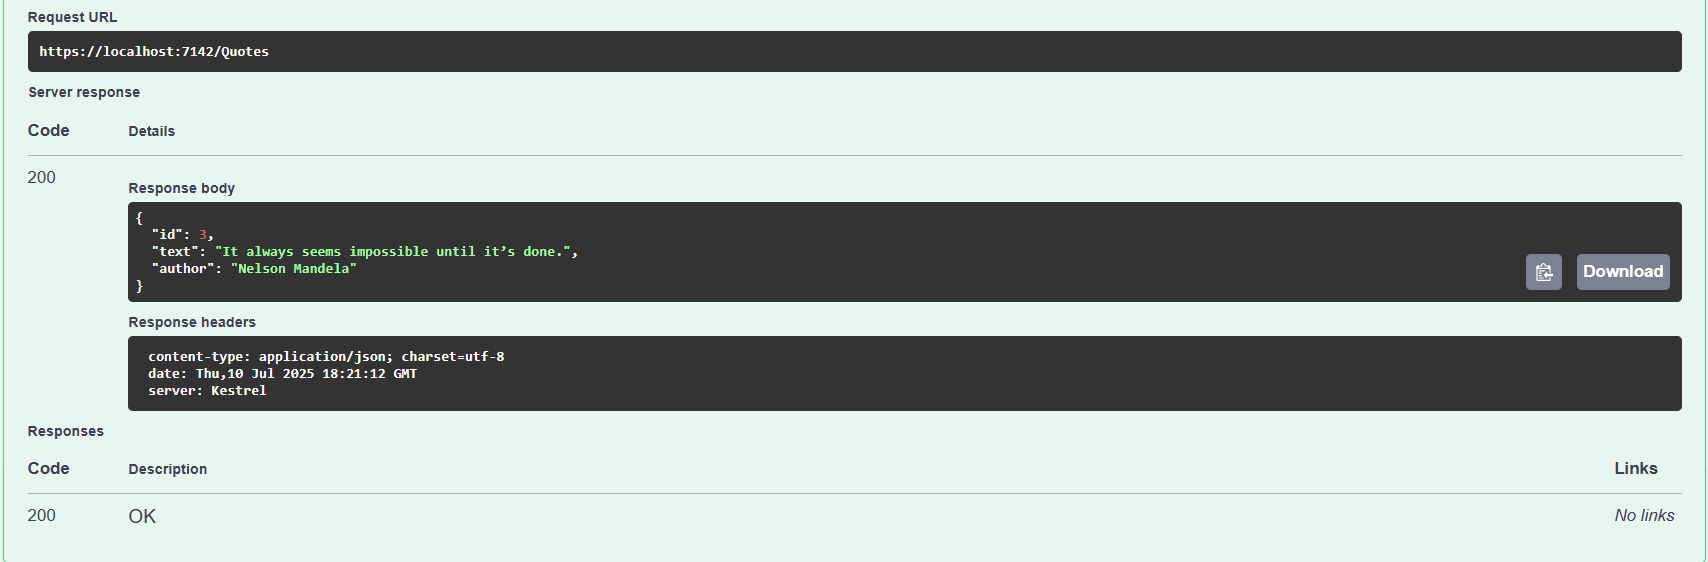 Request URL
https://localhost:7142/Quotes
Server response
Code Details
200
Response body
{
  "id": 3,
  "text": "It always seems impossible until it’s done.",
  "author": "Nelson Mandela"
}
Download
Response headers
content-type: application/json; charset=utf-8
date: Thu,10 Jul 2025 18:21:12 GMT
server: Kestrel
Responses
Code Description Links
200 OK No links